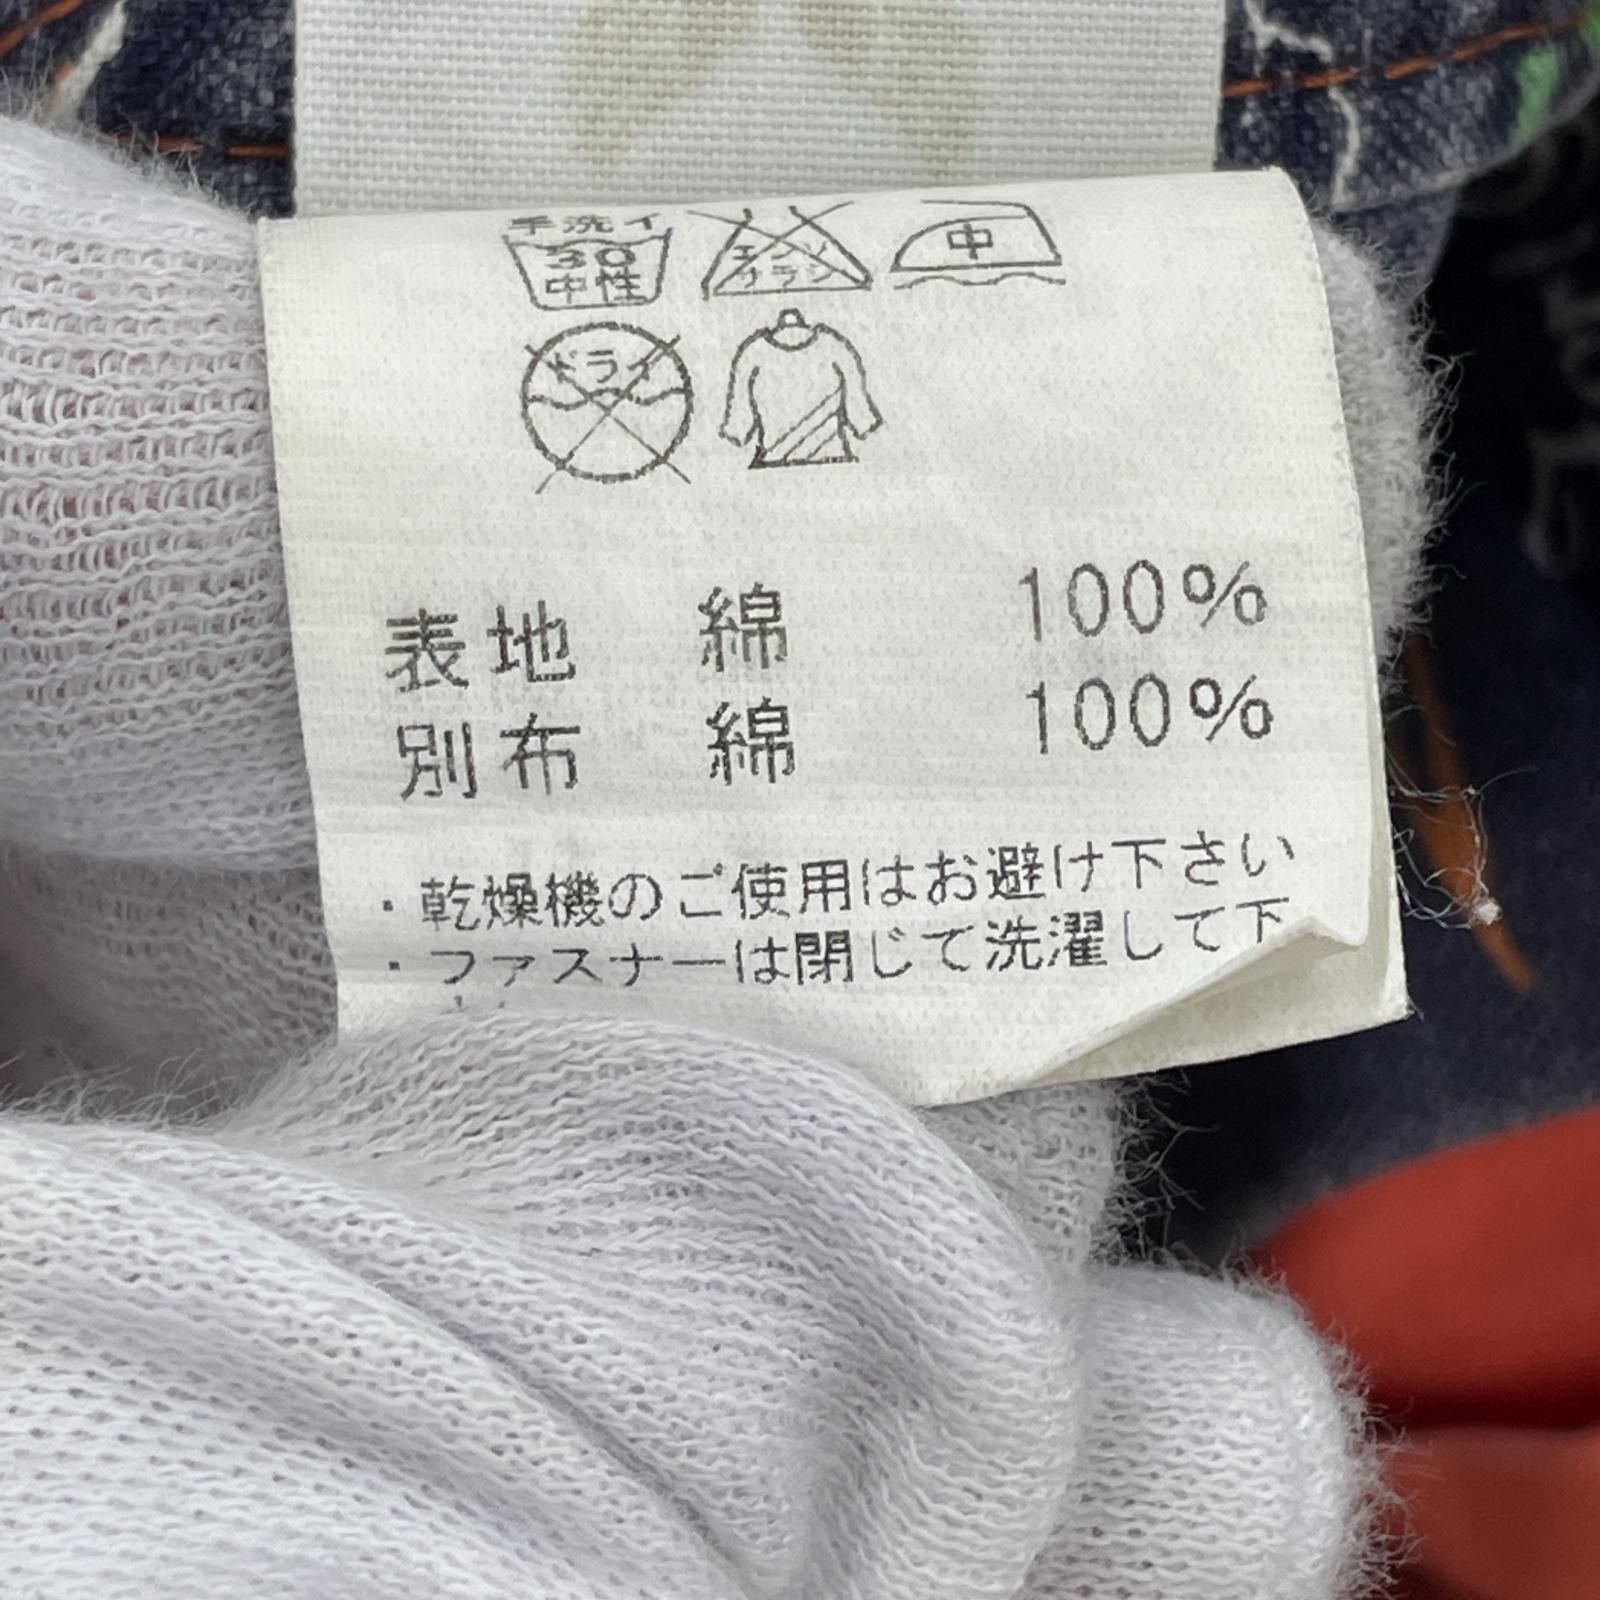 手洗イ
30
中性
エンソ
サラシ
中
ドライ
表地 綿 100%
別布 綿 100%
・乾燥機のご使用はお避け下さい
・ファスナーは閉じて洗濯して下